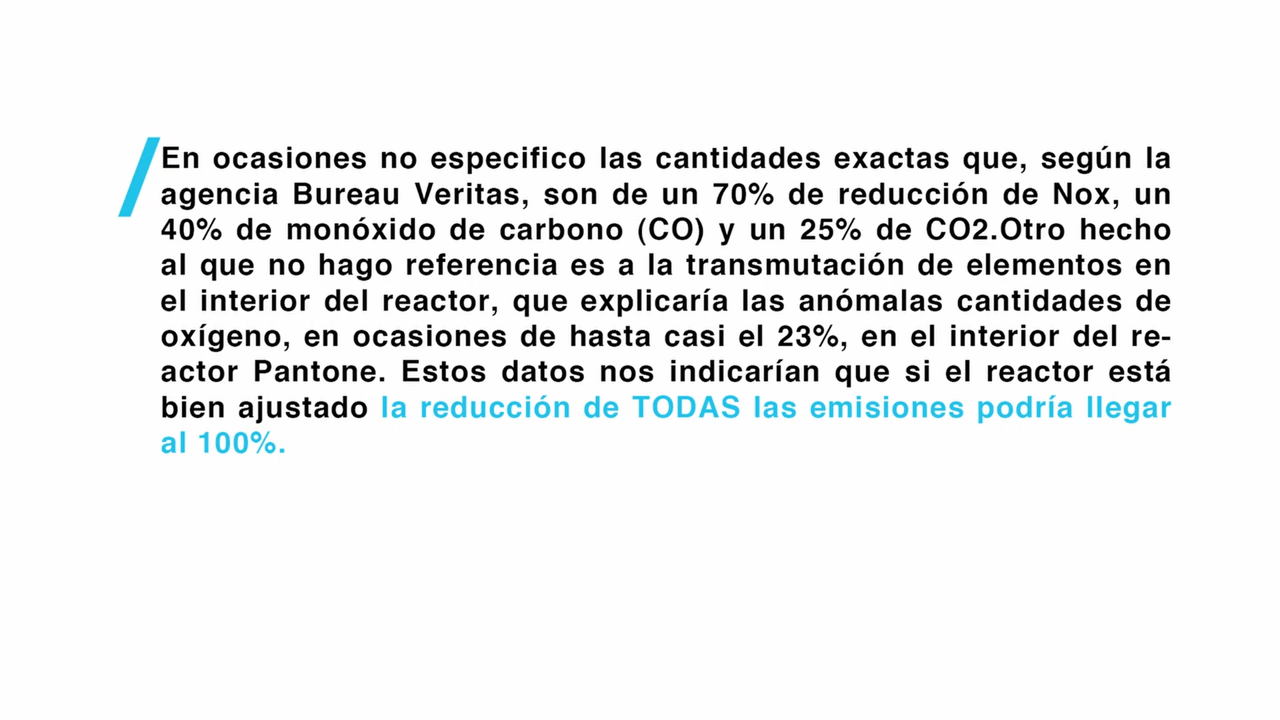 En ocasiones no especifico las cantidades exactas que, según la
agencia Bureau Veritas, son de un 70% de reducción de Nox, un
40% de monóxido de carbono (CO) y un 25% de CO2.Otro hecho
al que no hago referencia es a la transmutación de elementos en
el interior del reactor, que explicaría las anómalas cantidades de
oxígeno, en ocasiones de hasta casi el 23%, en el interior del re-
actor Pantone. Estos datos nos indicarían que si el reactor está
bien ajustado la reducción de TODAS las emisiones podría llegar
al 100%.